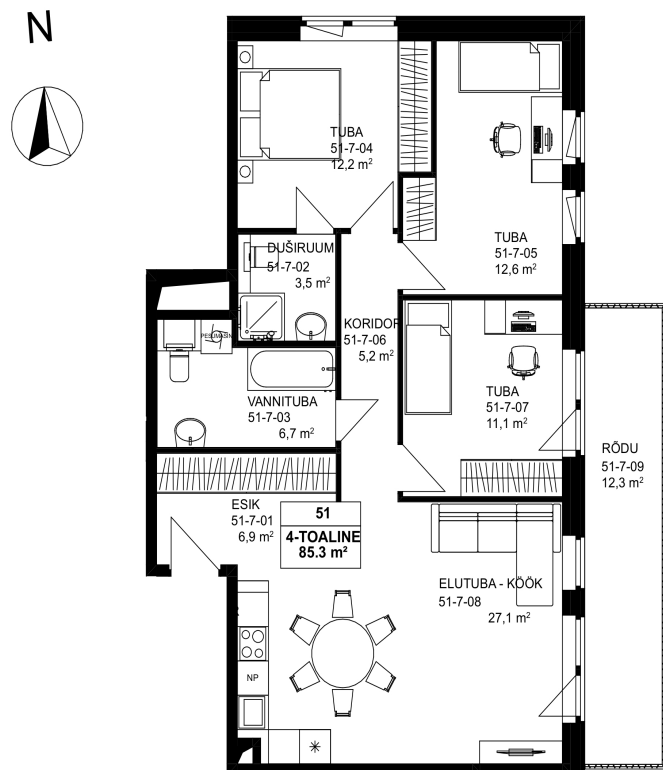 N
TUBA
51-7-04
12,2 m²
TUBA
51-7-05
12,6 m²
DUŠIRUUM
51-7-02
3,5 m²
KORIDOR
51-7-06
5,2 m²
PESUMASIN
VANNITUBA
51-7-03
6,7 m²
TUBA
51-7-07
11,1 m²
RÕDU
51-7-09
12,3 m²
ESIK
51-7-01
6,9 m²
51
4-TOALINE
85.3 m²
ELUTUBA - KÖÖK
51-7-08
27,1 m²
NP